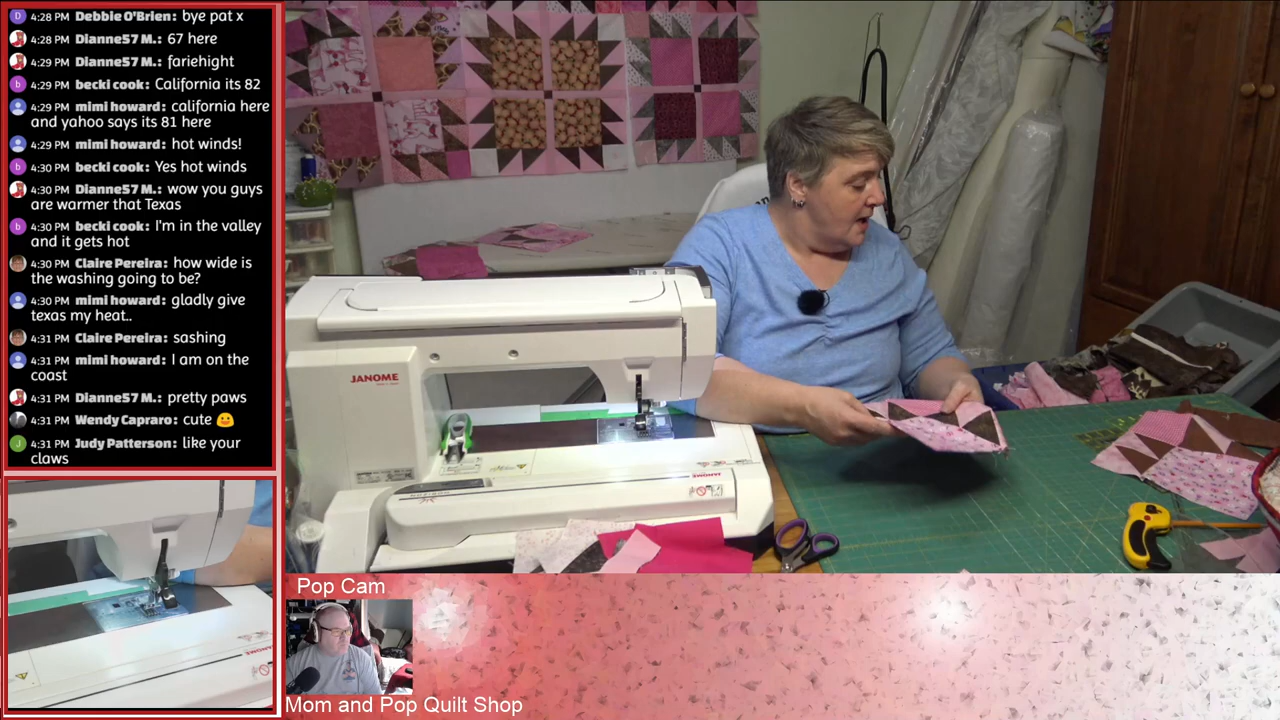 4:28 PM Debbie O'Brien: bye pat x
4:28 PM Dianne57 M.: 67 here
4:29 PM Dianne57 M.: fariehight
4:29 PM becki cook: California its 82
4:29 PM mimi howard: california here
and yahoo says its 81 here
4:29 PM mimi howard: hot winds!
4:30 PM becki cook: Yes hot winds
4:30 PM Dianne57 M.: wow you guys
are warmer that Texas
4:30 PM becki cook: I'm in the valley
and it gets hot
4:30 PM Claire Pereira: how wide is
the washing going to be?
4:30 PM mimi howard: gladly give
texas my heat..
4:31 PM Claire Pereira: sashing
4:31 PM mimi howard: I am on the
coast
4:31 PM Dianne57 M.: pretty paws
4:31 PM Wendy Capraro: cute
4:31 PM Judy Patterson: like your
claws
JANOME
Pop Cam
Mom and Pop Quilt Shop